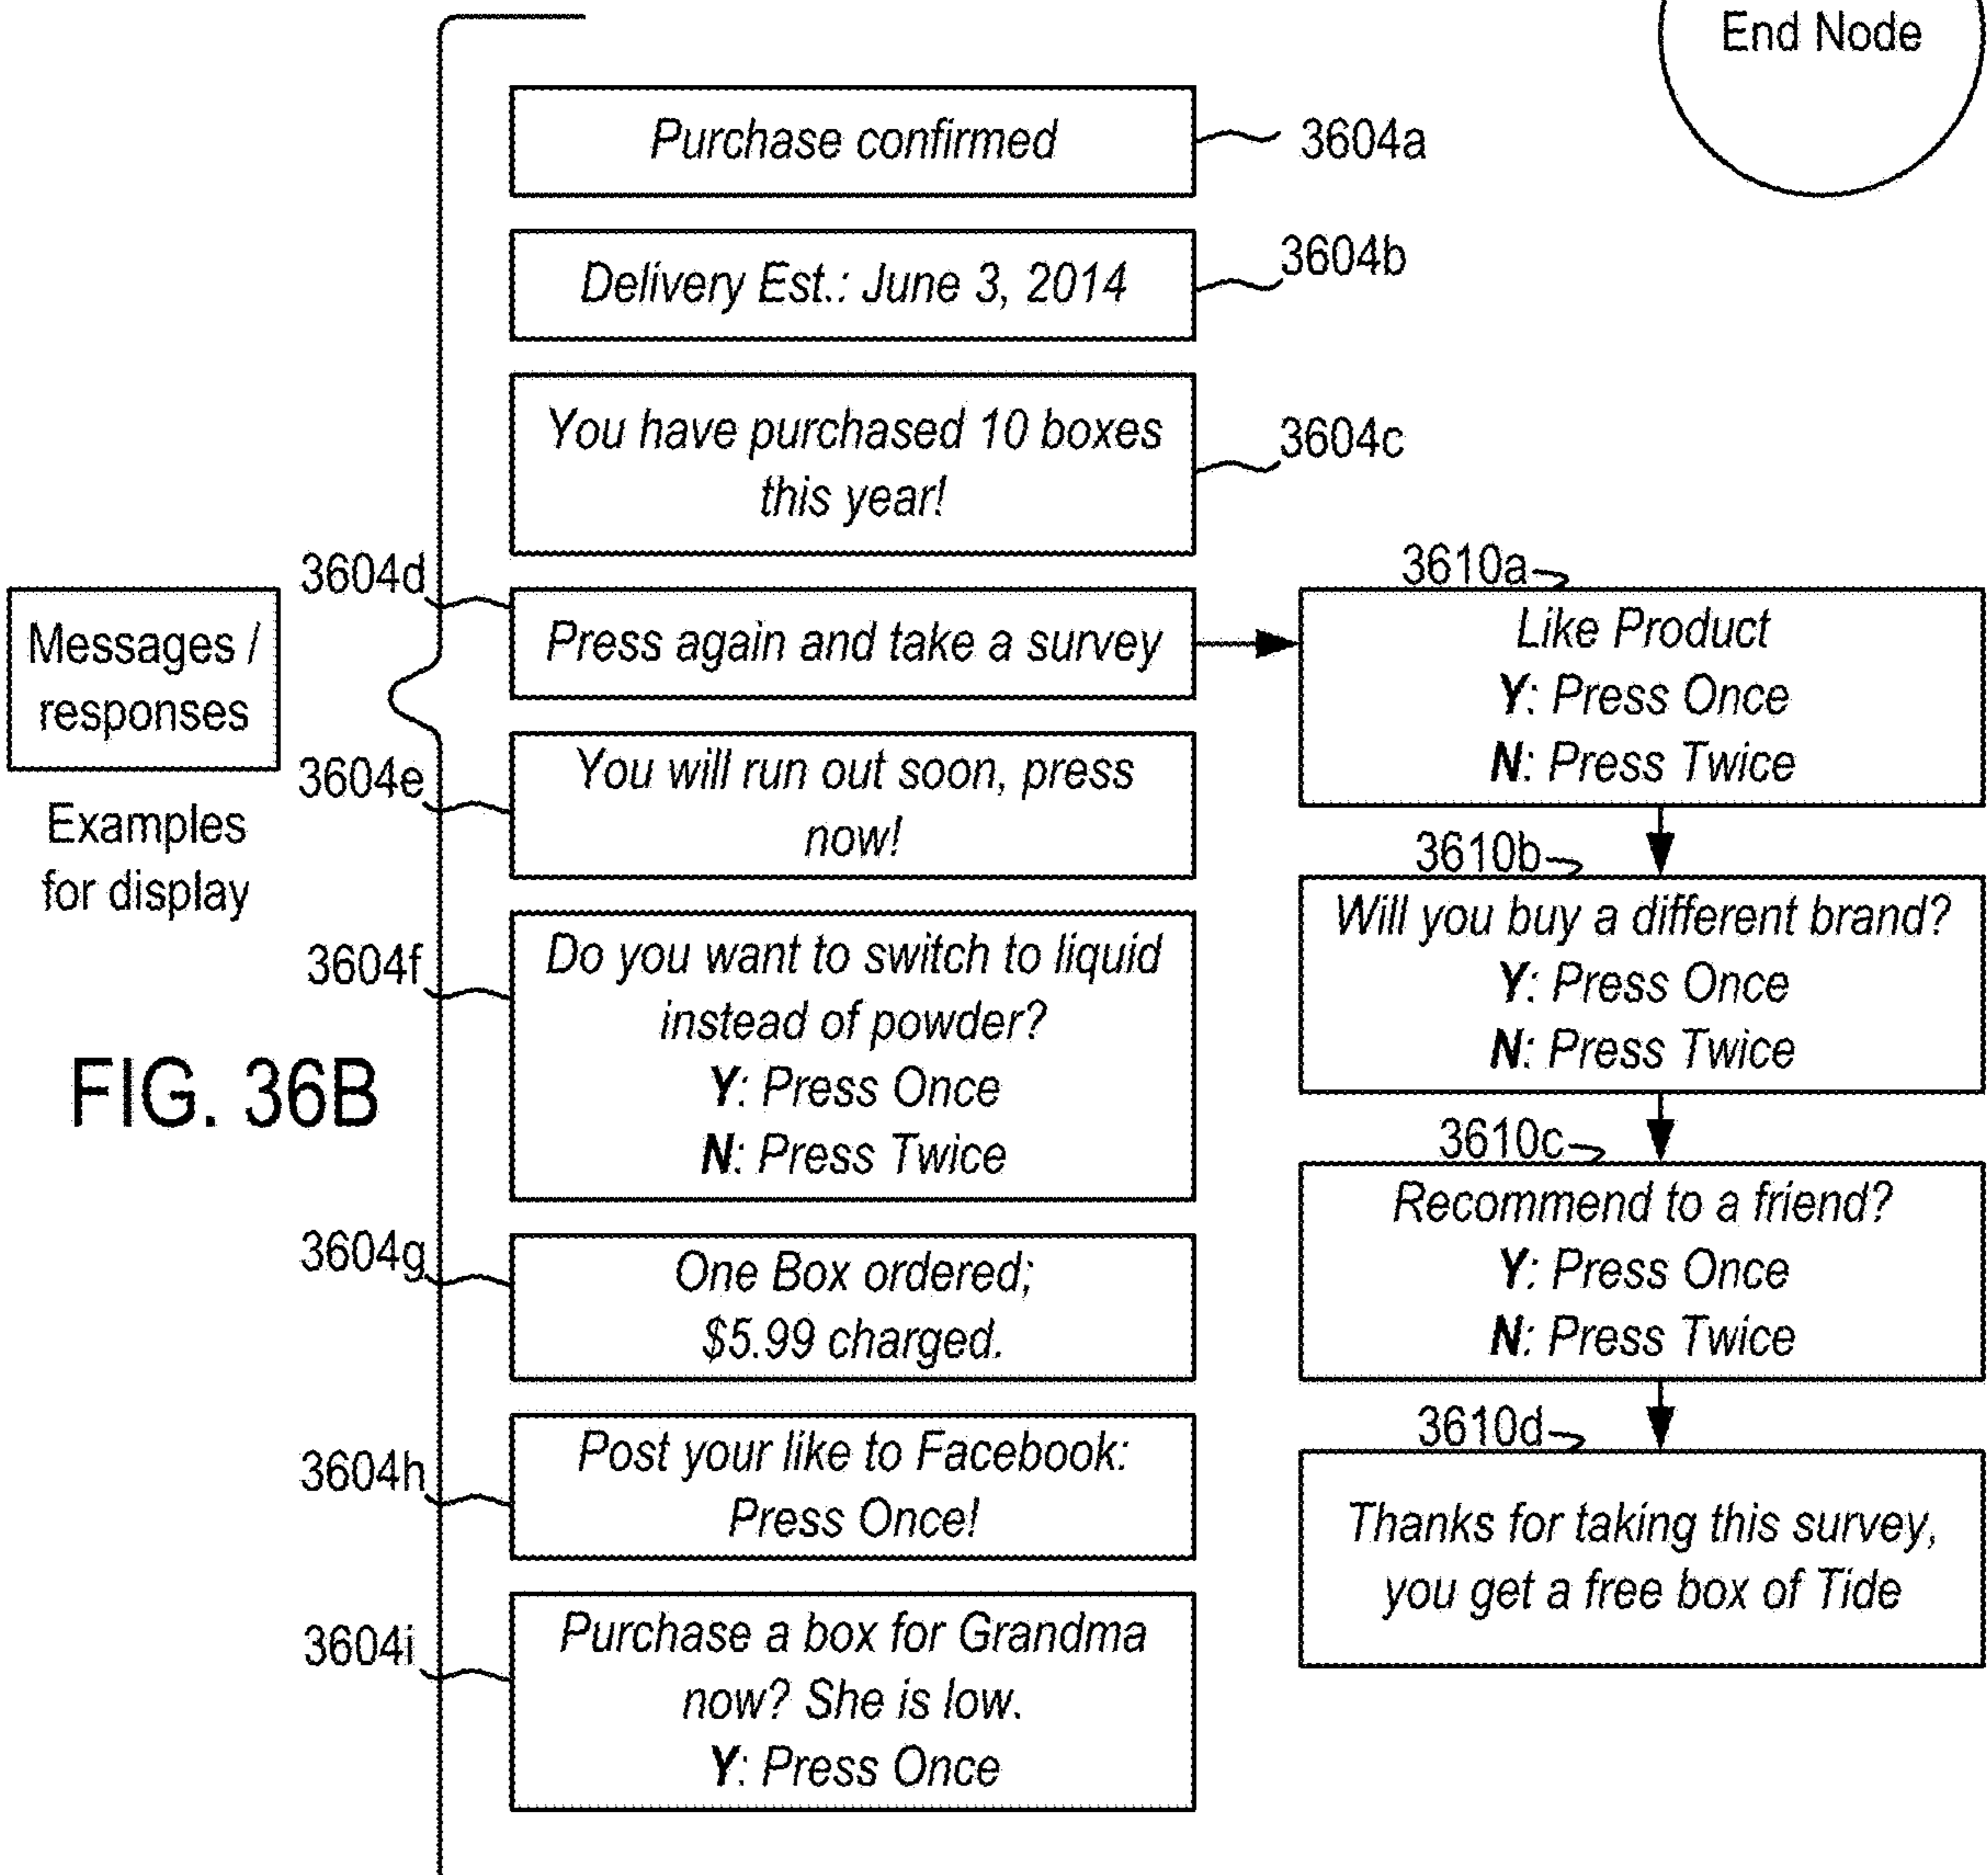 End Node
Purchase confirmed
3604a
Delivery Est.: June 3, 2014
3604b
You have purchased 10 boxes
this year!
3604c
3604d
Press again and take a survey
Messages /
responses
Examples
for display
3604e
You will run out soon, press
now!
3604f
Do you want to switch to liquid
instead of powder?
Y: Press Once
N: Press Twice
FIG. 36B
3604g
One Box ordered;
$5.99 charged.
3604h
Post your like to Facebook:
Press Once!
3604i
Purchase a box for Grandma
now? She is low.
Y: Press Once
3610a
Like Product
Y: Press Once
N: Press Twice
3610b
Will you buy a different brand?
Y: Press Once
N: Press Twice
3610c
Recommend to a friend?
Y: Press Once
N: Press Twice
3610d
Thanks for taking this survey,
you get a free box of Tide